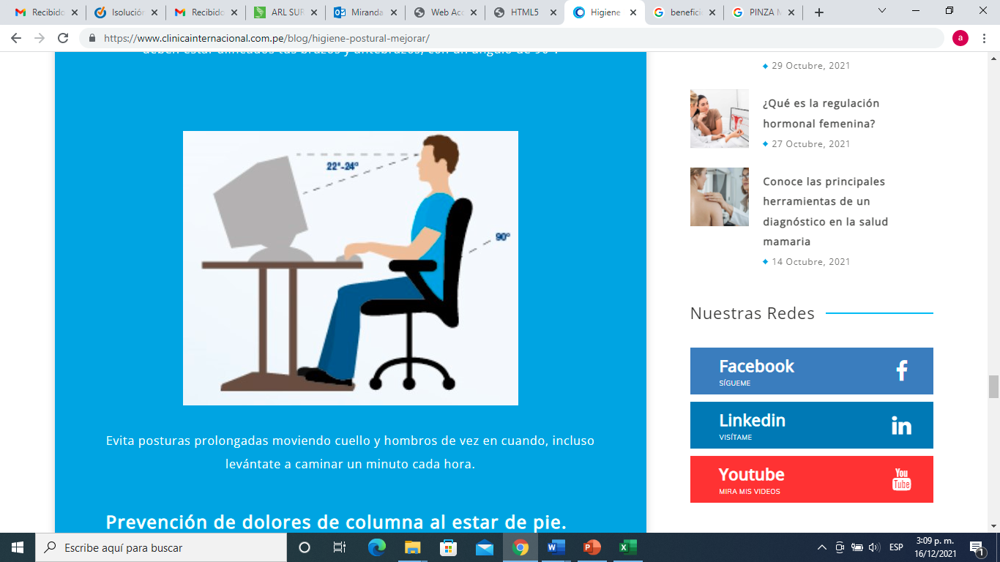 Recibido
Isolución
Recibido
ARL SUR
Miranda
Web Acc
HTML5
Higiene
benefici
PINZA M
https://www.clinicainternacional.com.pe/blog/higiene-postural-mejorar/
a
22°-24°
90°
Evita posturas prolongadas moviendo cuello y hombros de vez en cuando, incluso
levántate a caminar un minuto cada hora.
Prevención de dolores de columna al estar de pie.
29 Octubre, 2021
¿Qué es la regulación
hormonal femenina?
27 Octubre, 2021
Conoce las principales
herramientas de un
diagnóstico en la salud
mamaria
14 Octubre, 2021
Nuestras Redes
Facebook
SÍGUEME
Linkedin
VISÍTAME
Youtube
MIRA MIS VIDEOS
You
Tube
Escribe aquí para buscar
ESP
3:09 p. m.
16/12/2021
1